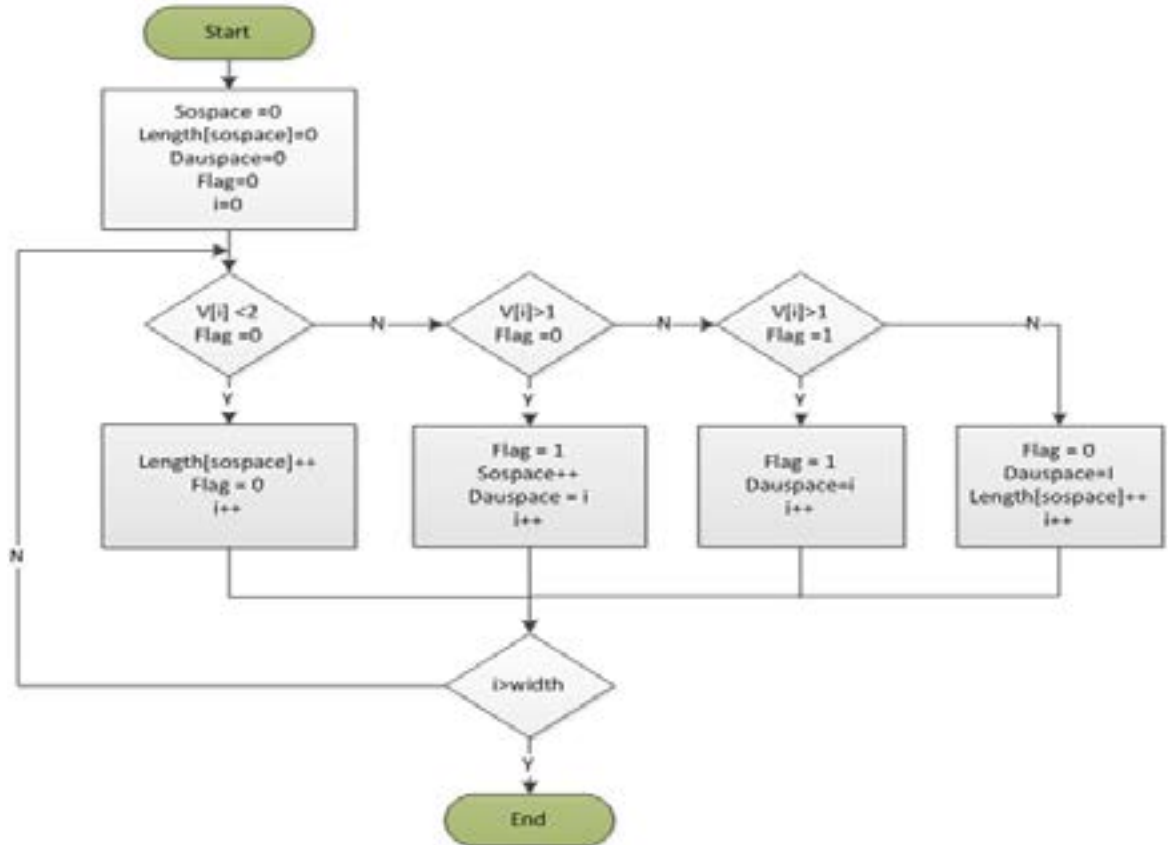 Start
Sospace =0
Length[sospace]=0
Dauspace=0
Flag=0
i=0
V[i] <2
Flag =0
N
V[i]>1
Flag =0
N
V[i]>1
Flag =1
N
Y
Y
Y
Length[sospace]++
Flag = 0
i++
Flag = 1
Sospace++
Dauspace = i
i++
Flag = 1
Dauspace=i
i++
Flag = 0
Dauspace=I
Length[sospace]++
i++
N
i>width
Y
End